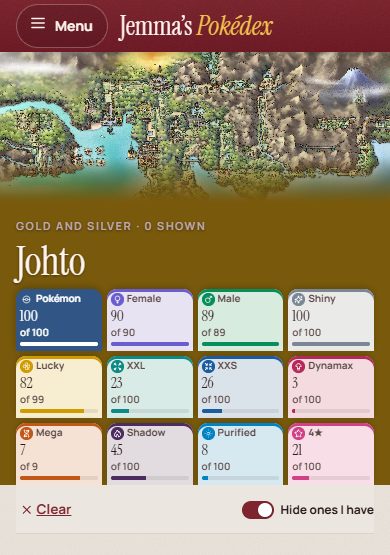 Menu
Jemma's Pokédex
GOLD AND SILVER · 0 SHOWN
Johto
Pokémon
100
of 100
Female
90
of 90
Male
89
of 89
Shiny
100
of 100
Lucky
82
of 99
XXL
23
of 100
XXS
26
of 100
Dynamax
3
of 100
Mega
7
of 9
Shadow
45
of 100
Purified
8
of 100
4★
21
of 100
× Clear
Hide ones I have